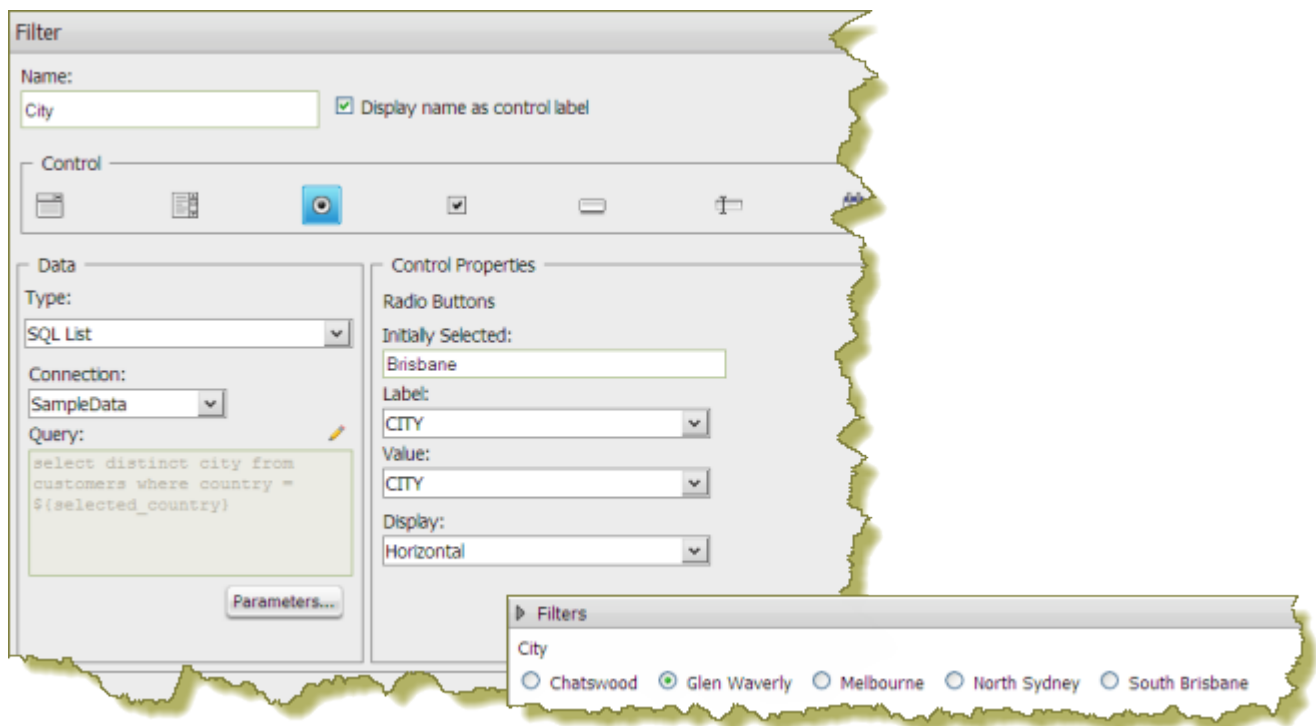 Filter
Name:
City
Display name as control label
Control
Data
Type:
SQL List
Connection:
SampleData
Query:
select distinct city from
customers where country =
${selected_country}
Parameters...
Control Properties
Radio Buttons
Initially Selected:
Brisbane
Label:
CITY
Value:
CITY
Display:
Horizontal
Filters
City
Chatswood Glen Waverly Melbourne North Sydney South Brisbane